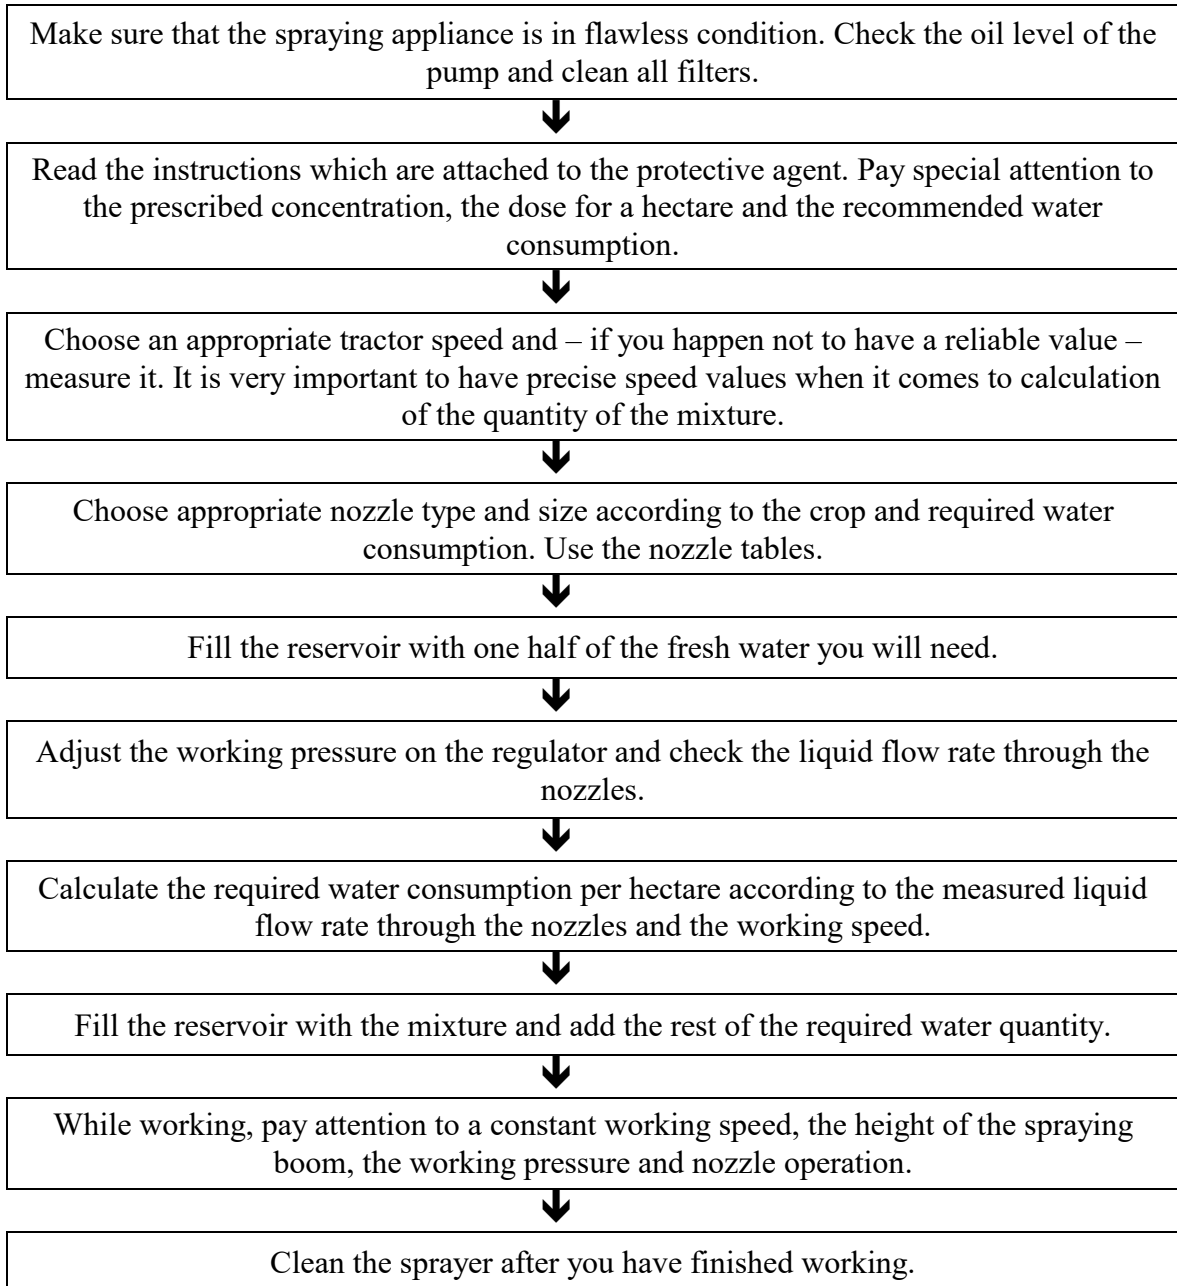 Make sure that the spraying appliance is in flawless condition. Check the oil level of the
pump and clean all filters.
Read the instructions which are attached to the protective agent. Pay special attention to
the prescribed concentration, the dose for a hectare and the recommended water
consumption.
Choose an appropriate tractor speed and – if you happen not to have a reliable value –
measure it. It is very important to have precise speed values when it comes to calculation
of the quantity of the mixture.
Choose appropriate nozzle type and size according to the crop and required water
consumption. Use the nozzle tables.
Fill the reservoir with one half of the fresh water you will need.
Adjust the working pressure on the regulator and check the liquid flow rate through the
nozzles.
Calculate the required water consumption per hectare according to the measured liquid
flow rate through the nozzles and the working speed.
Fill the reservoir with the mixture and add the rest of the required water quantity.
While working, pay attention to a constant working speed, the height of the spraying
boom, the working pressure and nozzle operation.
Clean the sprayer after you have finished working.